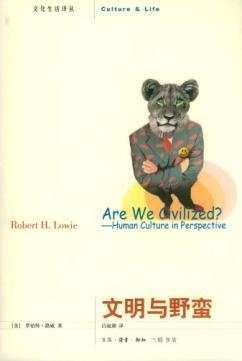 文化生活译丛 Culture & Life
Robert H. Lowie
Are We Civilized?
—Human Culture in Perspective
文明与野蛮
[美] 罗伯特·路威 著
吕叔湘 译
生活·读书·新知 三联书店